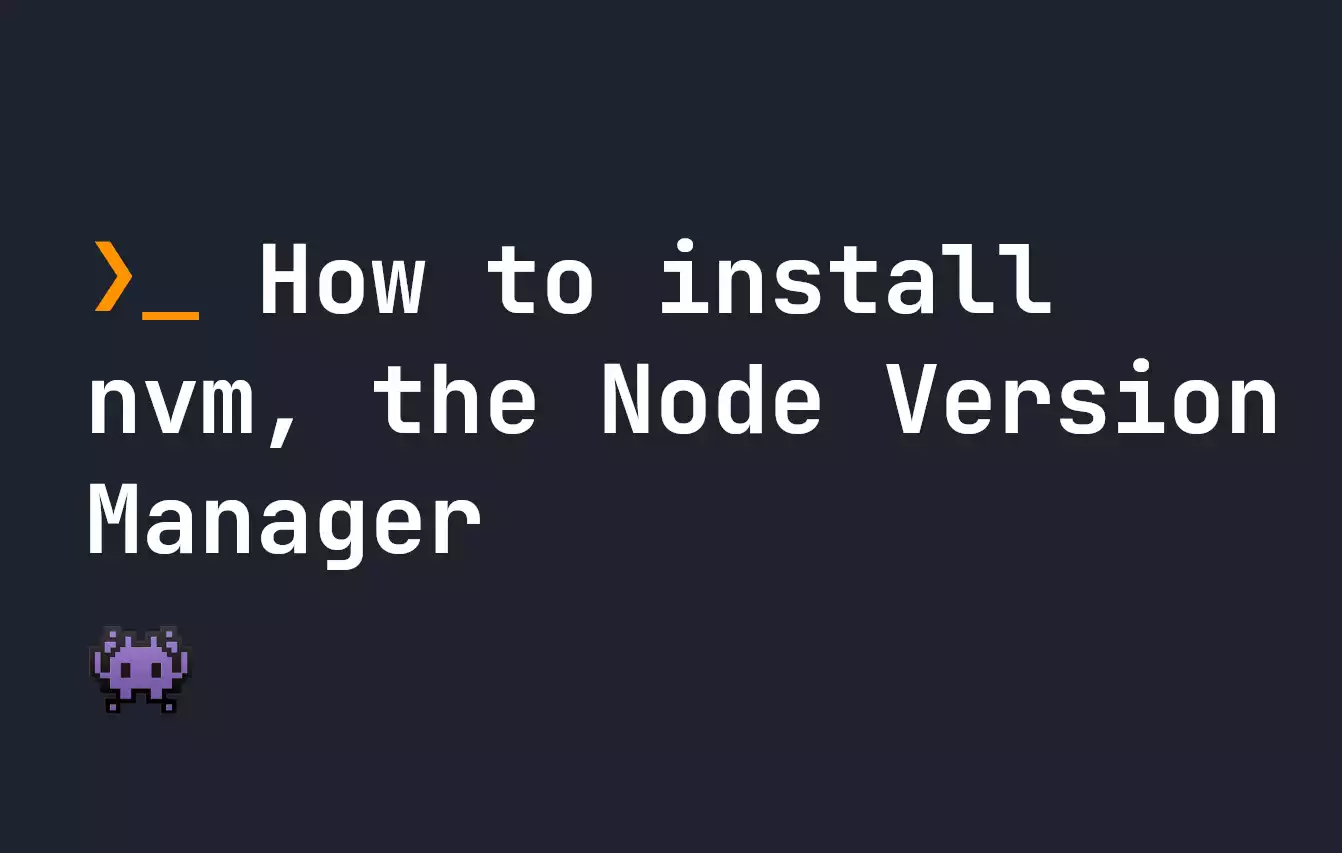 ❯_ How to install
nvm, the Node Version
Manager